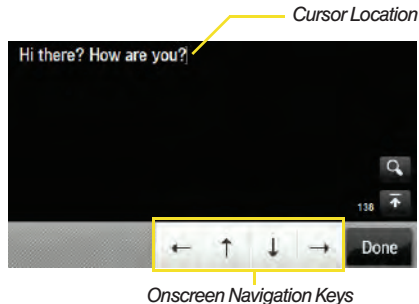 Cursor Location
Hi there? How are you?
138
← ↑ ↓ → Done
Onscreen Navigation Keys